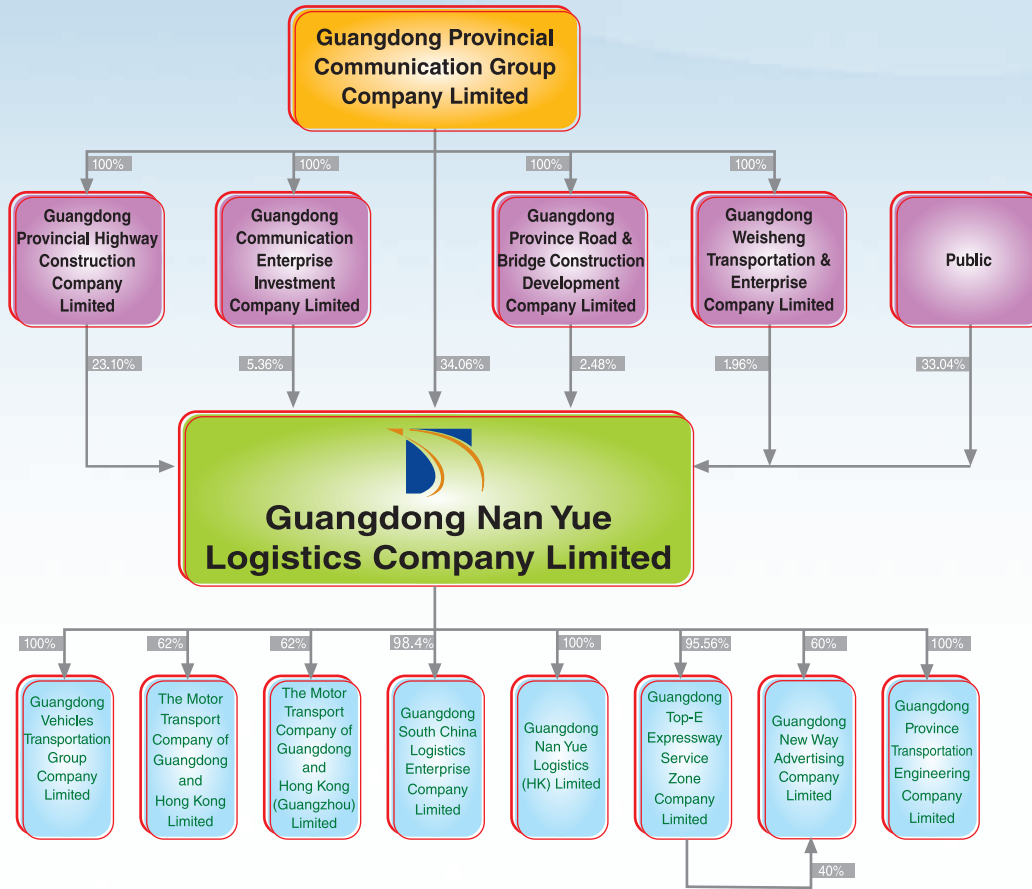 Guangdong Provincial
Communication Group
Company Limited
100%
100%
100%
100%
Guangdong
Provincial Highway
Construction
Company
Limited
Guangdong
Communication
Enterprise
Investment
Company Limited
Guangdong
Province Road &
Bridge Construction
Development
Company Limited
Guangdong
Weisheng
Transportation &
Enterprise
Company Limited
Public
23.10%
5.36%
34.06%
2.48%
1.96%
33.04%
Guangdong Nan Yue
Logistics Company Limited
100%
62%
62%
98.4%
100%
95.56%
60%
100%
Guangdong
Vehicles
Transportation
Group
Company
Limited
The Motor
Transport
Company of
Guangdong
and
Hong Kong
Limited
The Motor
Transport
Company of
Guangdong
and
Hong Kong
(Guangzhou)
Limited
Guangdong
South China
Logistics
Enterprise
Company
Limited
Guangdong
Nan Yue
Logistics
(HK) Limited
Guangdong
Top-E
Expressway
Service
Zone
Company
Limited
Guangdong
New Way
Advertising
Company
Limited
Guangdong
Province
Transportation
Engineering
Company
Limited
40%